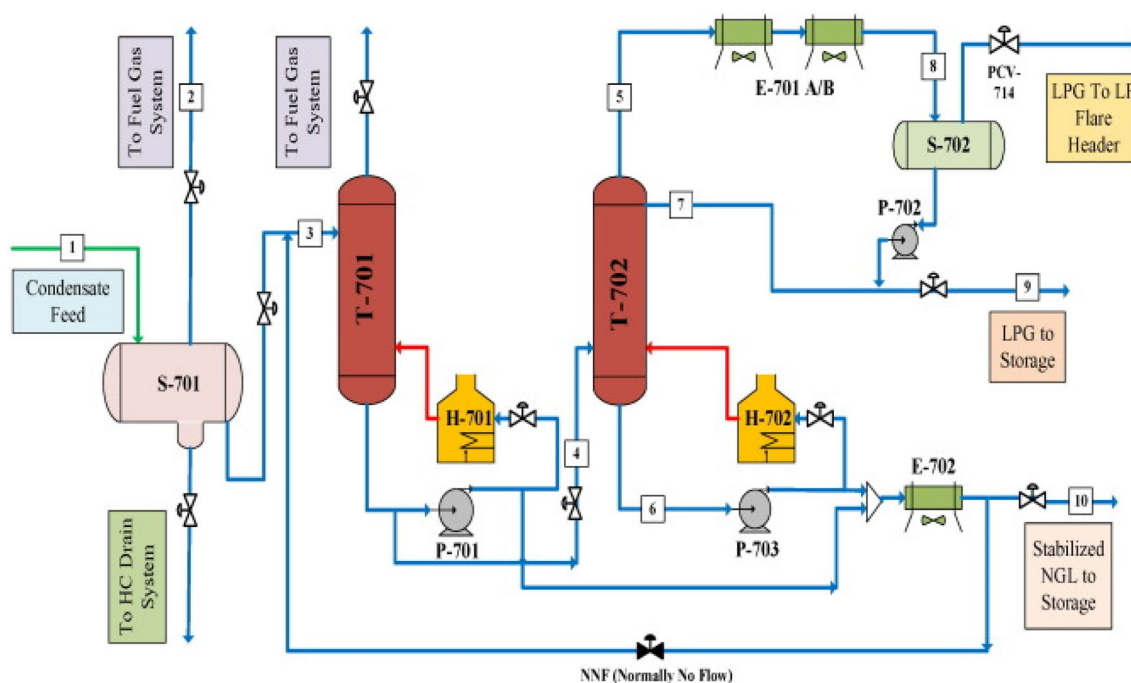 To Fuel Gas
System
2
To Fuel Gas
System
5
E-701 A/B
8
PCV-
714
LPG To LP
Flare
Header
S-702
1
Condensate
Feed
3
T-701
T-702
7
P-702
9
LPG to
Storage
S-701
H-701
H-702
4
E-702
6
10
P-701
P-703
Stabilized
NGL to
Storage
To HC Drain
System
NNF (Normally No Flow)